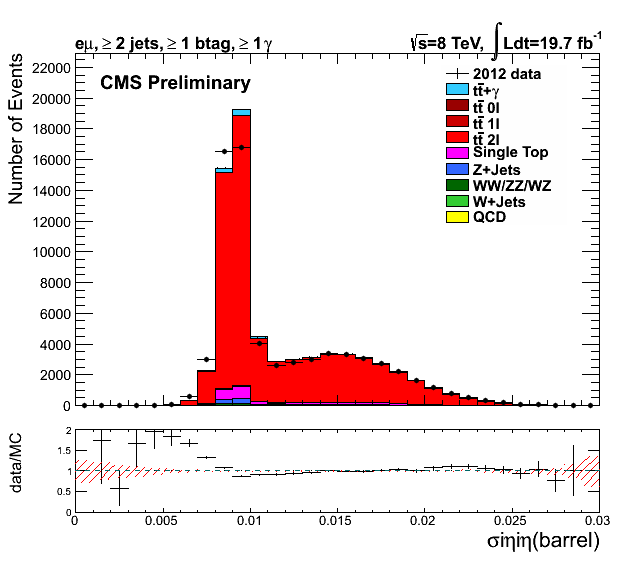 eμ, ≥ 2 jets, ≥ 1 btag, ≥ 1 γ
√s=8 TeV, ∫ Ldt=19.7 fb⁻¹
CMS Preliminary
2012 data
tt̄+γ
tt̄ 0l
tt̄ 1l
tt̄ 2l
Single Top
Z+Jets
WW/ZZ/WZ
W+Jets
QCD
Number of Events
22000
20000
18000
16000
14000
12000
10000
8000
6000
4000
2000
0
data/MC
2
1.5
1
0.5
0
0 0.005 0.01 0.015 0.02 0.025 0.03
σiηiη(barrel)